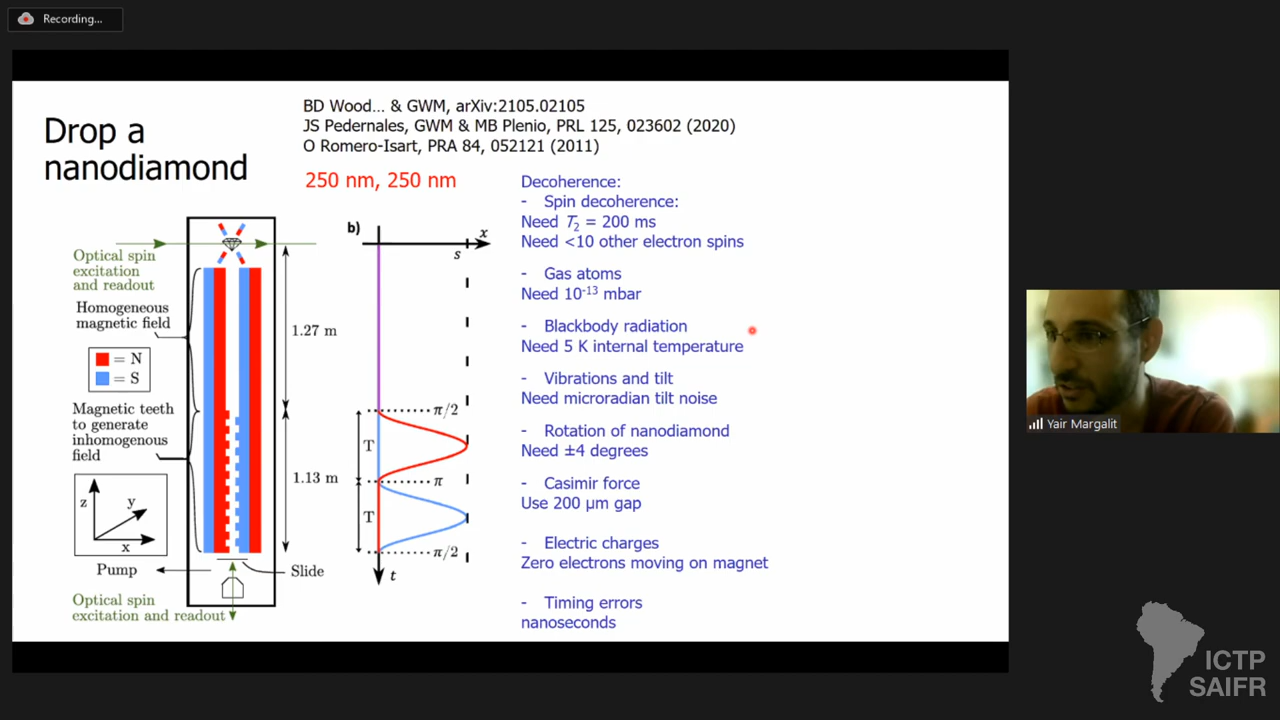 Recording...
Drop a
nanodiamond
BD Wood... & GWM, arXiv:2105.02105
JS Pedernales, GWM & MB Plenio, PRL 125, 023602 (2020)
O Romero-Isart, PRA 84, 052121 (2011)
250 nm, 250 nm
Optical spin
excitation
and readout
Homogeneous
magnetic field
= N
= S
Magnetic teeth
to generate
inhomogenous
field
z
y
x
Pump
Optical spin
excitation and readout
1.27 m
1.13 m
Slide
b)
x
s
π/2
T
π
T
π/2
t
Decoherence:
- Spin decoherence:
Need T₂ = 200 ms
Need <10 other electron spins
- Gas atoms
Need 10⁻¹³ mbar
- Blackbody radiation
Need 5 K internal temperature
- Vibrations and tilt
Need microradian tilt noise
- Rotation of nanodiamond
Need ±4 degrees
- Casimir force
Use 200 µm gap
- Electric charges
Zero electrons moving on magnet
- Timing errors
nanoseconds
Yair Margalit
ICTP
SAIFR